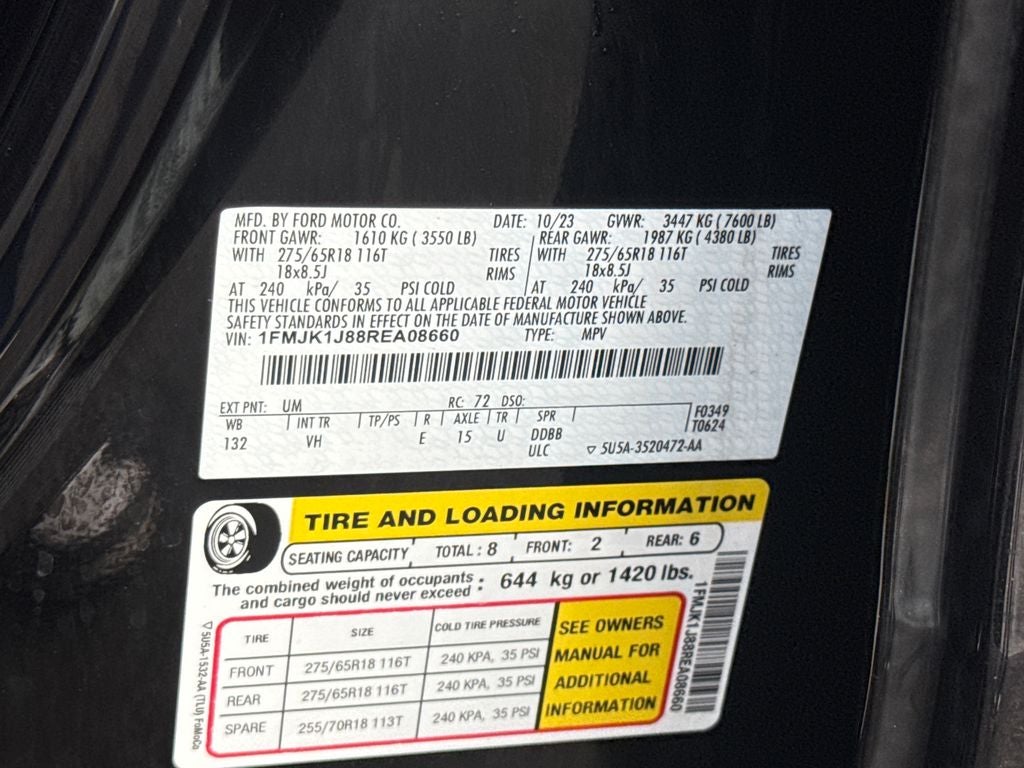 MFD. BY FORD MOTOR CO. DATE: 10/23 GVWR: 3447 KG ( 7600 LB)
FRONT GAWR: 1610 KG ( 3550 LB) REAR GAWR: 1987 KG ( 4380 LB)
WITH 275/65R18 116T TIRES WITH 275/65R18 116T TIRES
18x8.5J RIMS 18x8.5J RIMS
AT 240 kPa/ 35 PSI COLD AT 240 kPa/ 35 PSI COLD
THIS VEHICLE CONFORMS TO ALL APPLICABLE FEDERAL MOTOR VEHICLE
SAFETY STANDARDS IN EFFECT ON THE DATE OF MANUFACTURE SHOWN ABOVE.
VIN: 1FMJK1J88REA08660 TYPE: MPV
EXT PNT: UM RC: 72 DSO:
WB INT TR TP/PS R AXLE TR SPR F0349
132 VH E 15 U DDBB T0624
ULC 5U5A-3520472-AA
TIRE AND LOADING INFORMATION
SEATING CAPACITY TOTAL : 8 FRONT: 2 REAR: 6
The combined weight of occupants
and cargo should never exceed : 644 kg or 1420 lbs.
TIRE SIZE COLD TIRE PRESSURE
FRONT 275/65R18 116T 240 KPA, 35 PSI
REAR 275/65R18 116T 240 KPA, 35 PSI
SPARE 255/70R18 113T 240 KPA, 35 PSI
SEE OWNERS
MANUAL FOR
ADDITIONAL
INFORMATION
1FMJK1J88REA08660
5U5A-1532-AA (TLU) FoMoCo